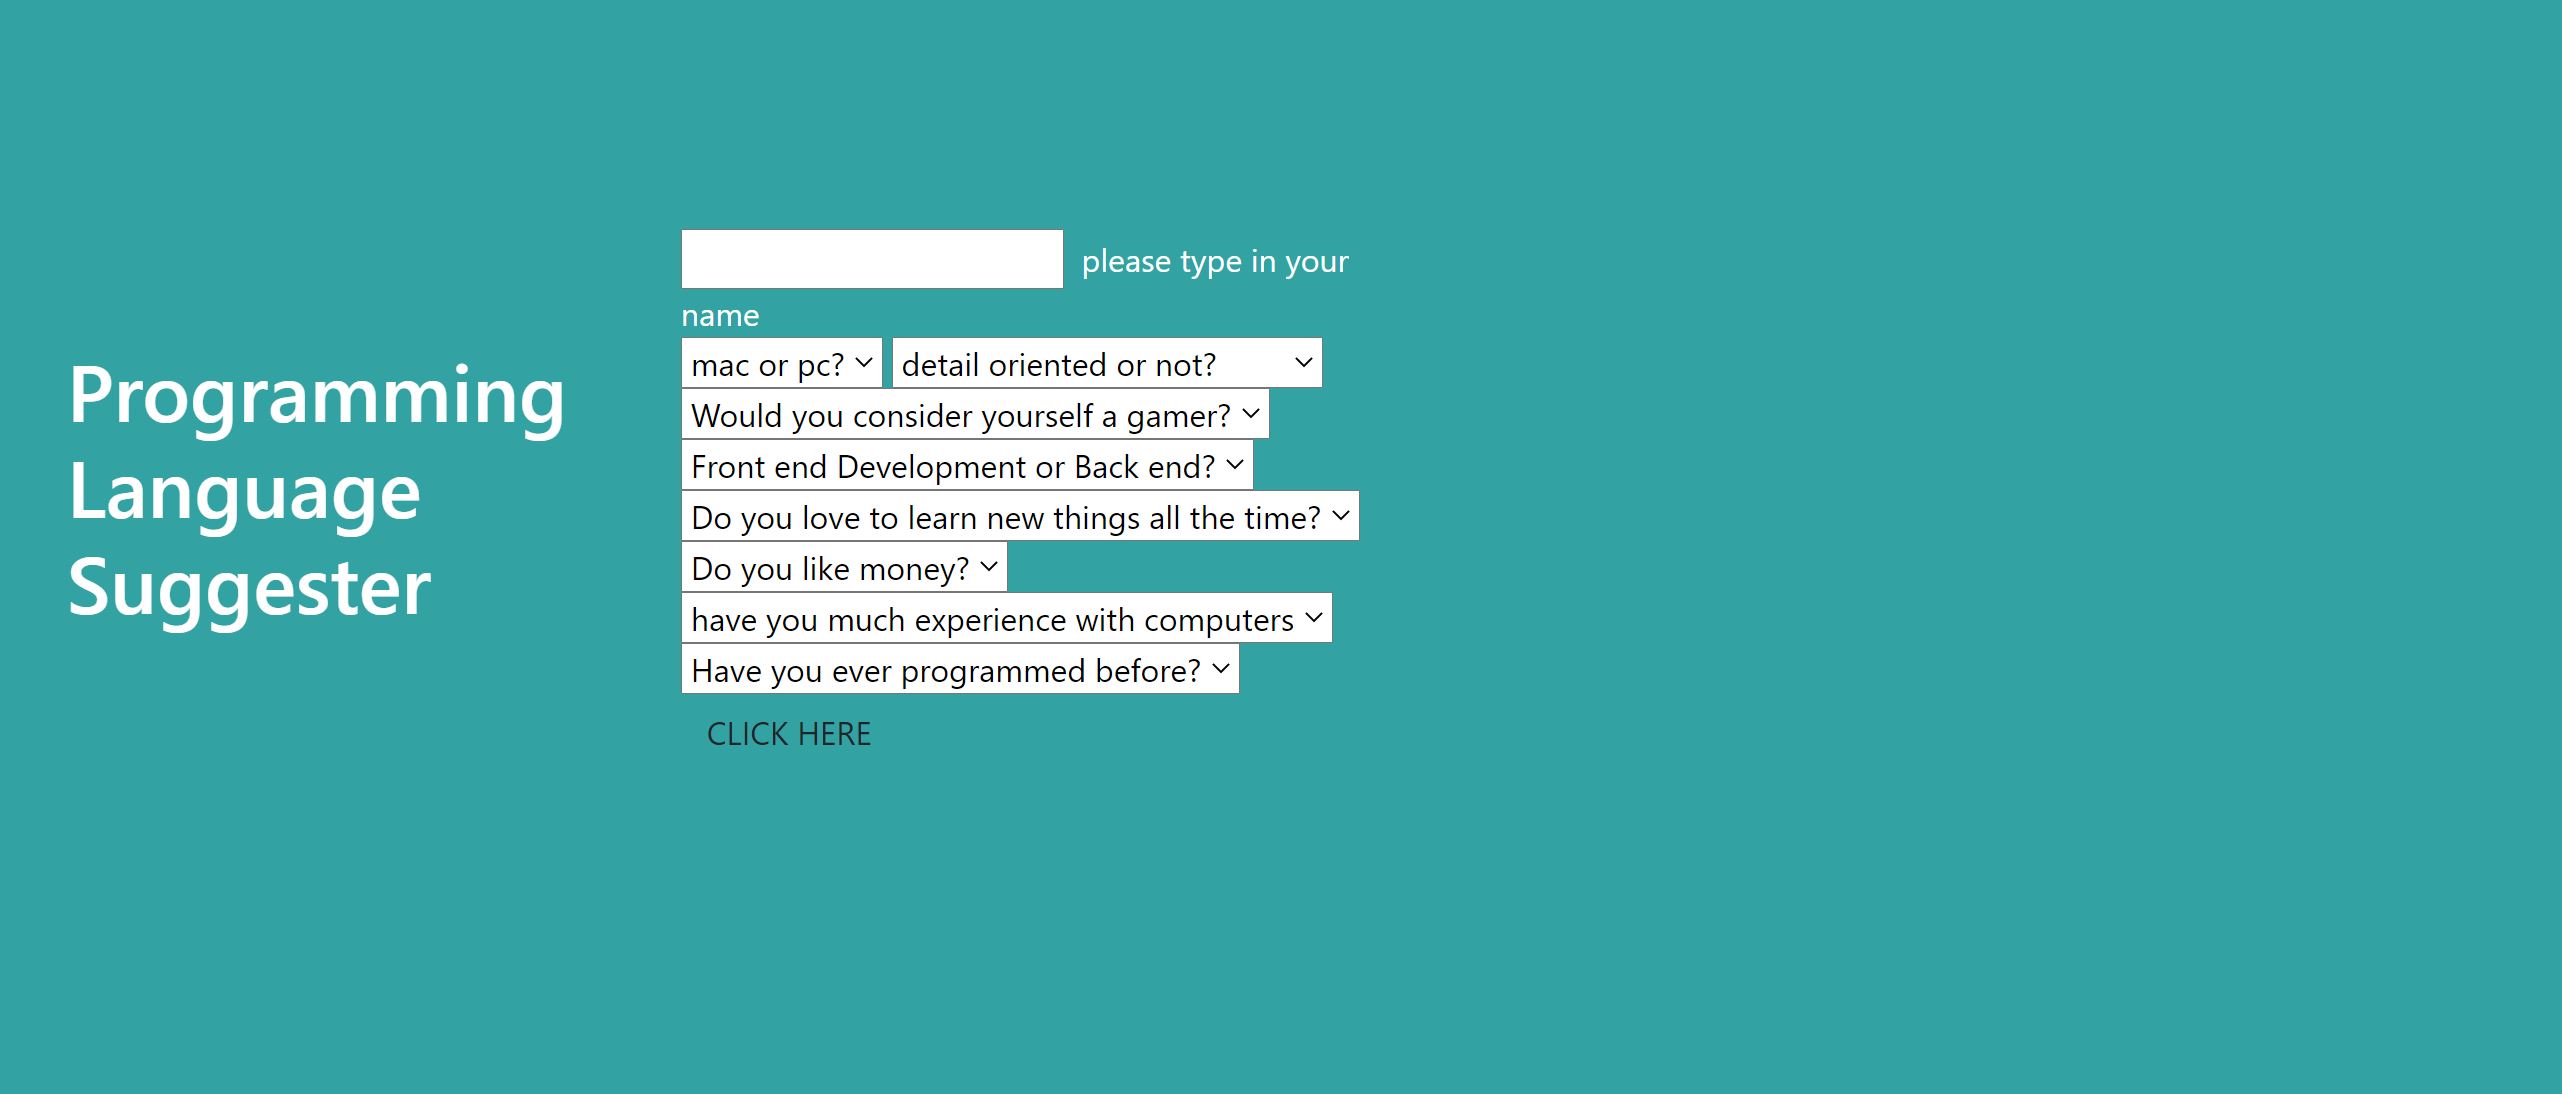 Programming
Language
Suggester
please type in your
name
mac or pc? detail oriented or not?
Would you consider yourself a gamer?
Front end Development or Back end?
Do you love to learn new things all the time?
Do you like money?
have you much experience with computers
Have you ever programmed before?
CLICK HERE